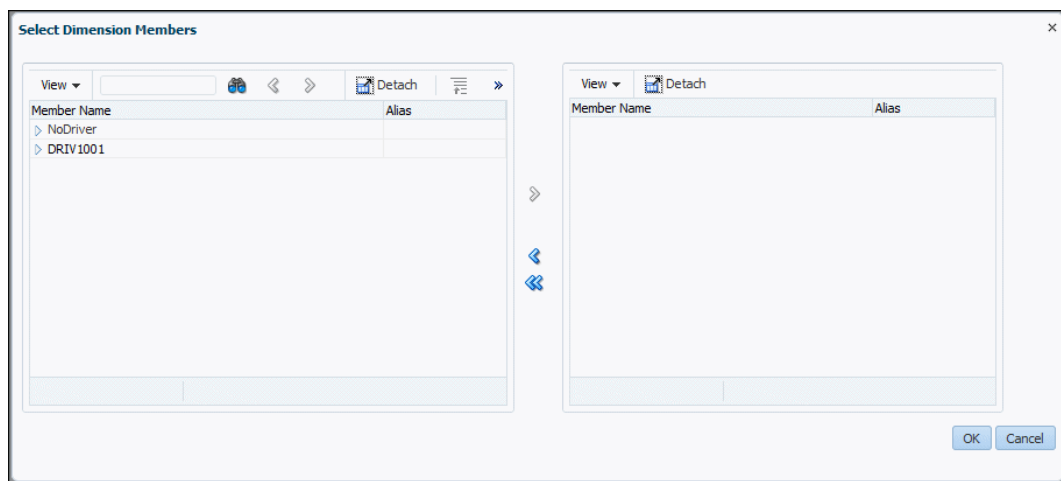 Select Dimension Members
View Detach
Member Name Alias
NoDriver
DRIV1001
View Detach
Member Name Alias
OK Cancel